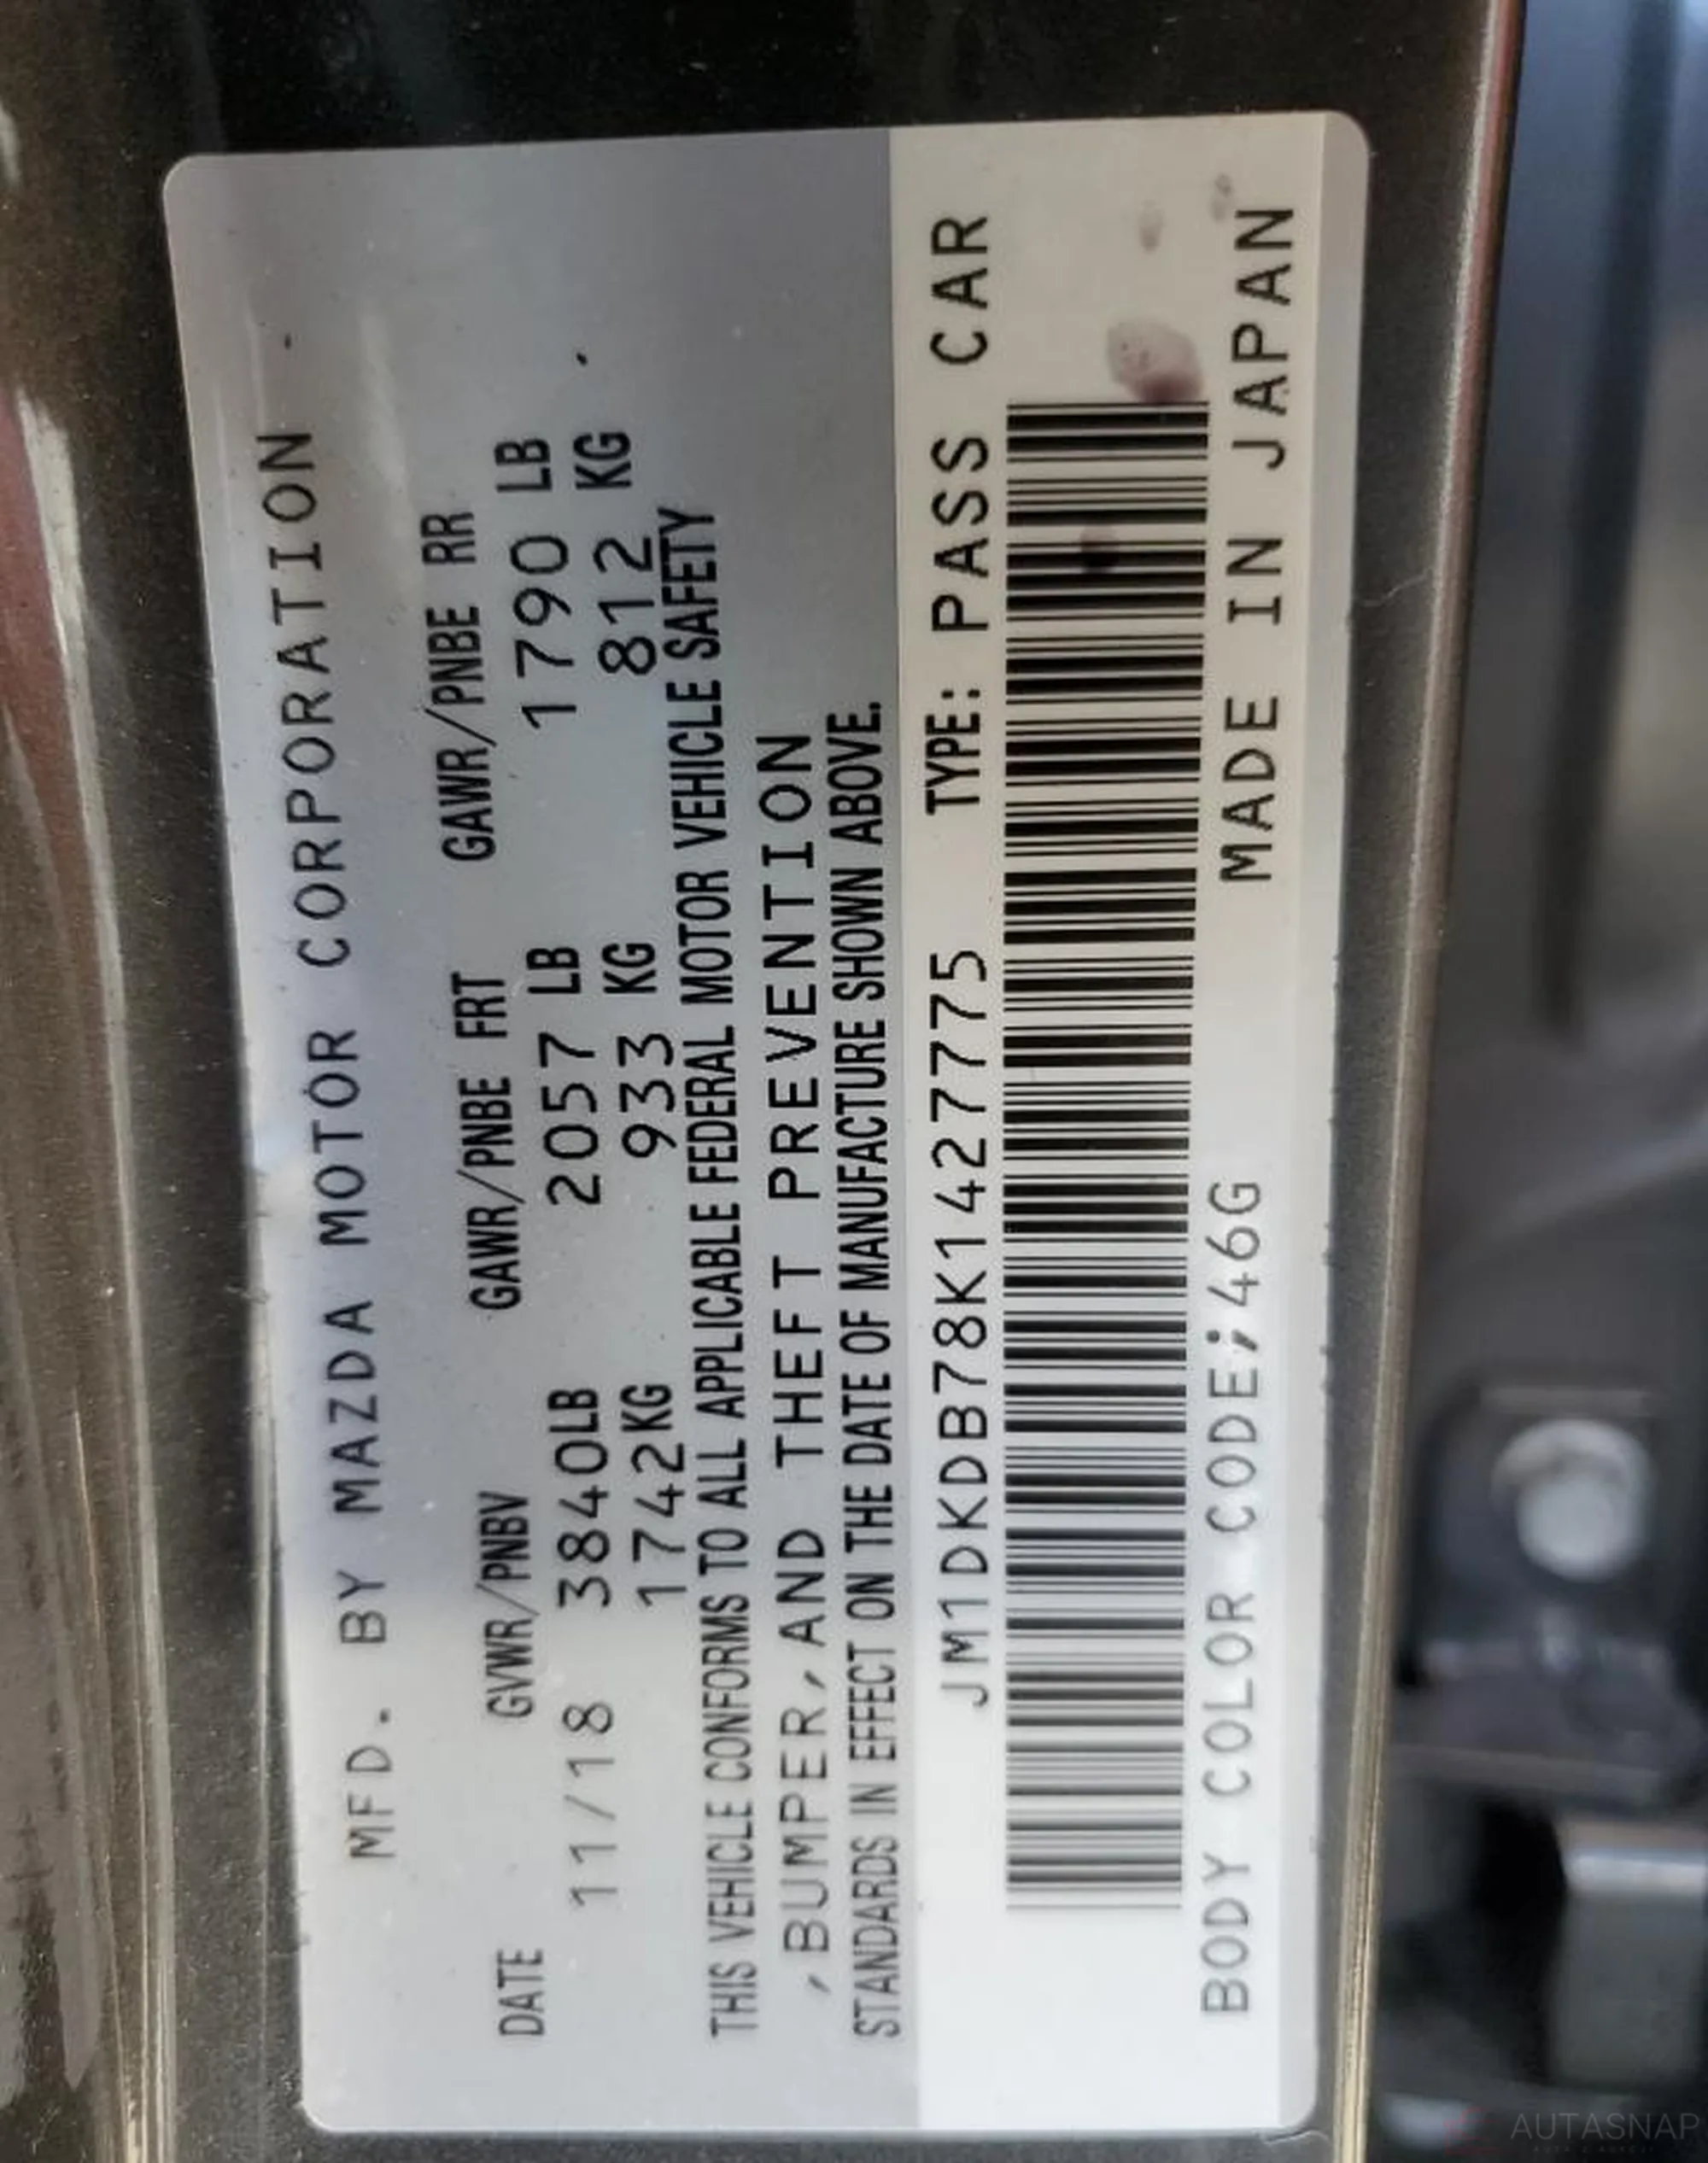 MFD. BY MAZDA MOTOR CORPORATION
DATE GVWR/PNBV GAWR/PNBE FRT GAWR/PNBE RR
11/18 3840LB 2057 LB 1790 LB
1742KG 933 KG 812 KG
THIS VEHICLE CONFORMS TO ALL APPLICABLE FEDERAL MOTOR VEHICLE SAFETY
,BUMPER,AND THEFT PREVENTION
STANDARDS IN EFFECT ON THE DATE OF MANUFACTURE SHOWN ABOVE.
JM1DKDB78K1427775 TYPE: PASS CAR
BODY COLOR CODE;46G MADE IN JAPAN
AUTASNAP